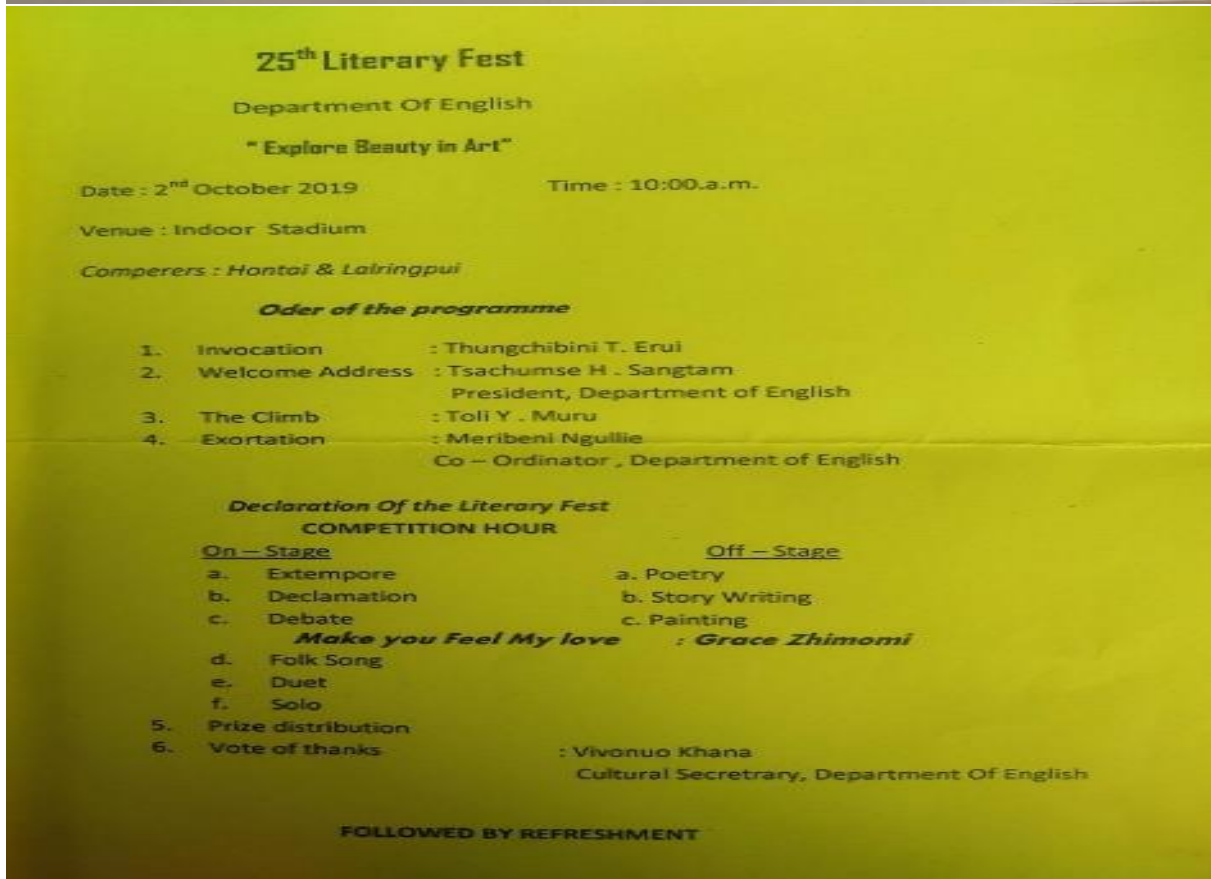 25th Literary Fest
Department Of English
" Explore Beauty in Art"
Date : 2nd October 2019 Time : 10:00.a.m.
Venue : Indoor Stadium
Comperers : Hontai & Lalringpui
Oder of the programme
1. Invocation : Thungchibini T. Erui
2. Welcome Address : Tsachumse H . Sangtam
President, Department of English
3. The Climb : Toli Y . Muru
4. Exortation : Meribeni Ngullie
Co – Ordinator , Department of English
Declaration Of the Literary Fest
COMPETITION HOUR
On – Stage Off – Stage
a. Extempore a. Poetry
b. Declamation b. Story Writing
c. Debate c. Painting
Make you Feel My love : Grace Zhimomi
d. Folk Song
e. Duet
f. Solo
5. Prize distribution
6. Vote of thanks : Vivonuo Khana
Cultural Secretrary, Department Of English
FOLLOWED BY REFRESHMENT